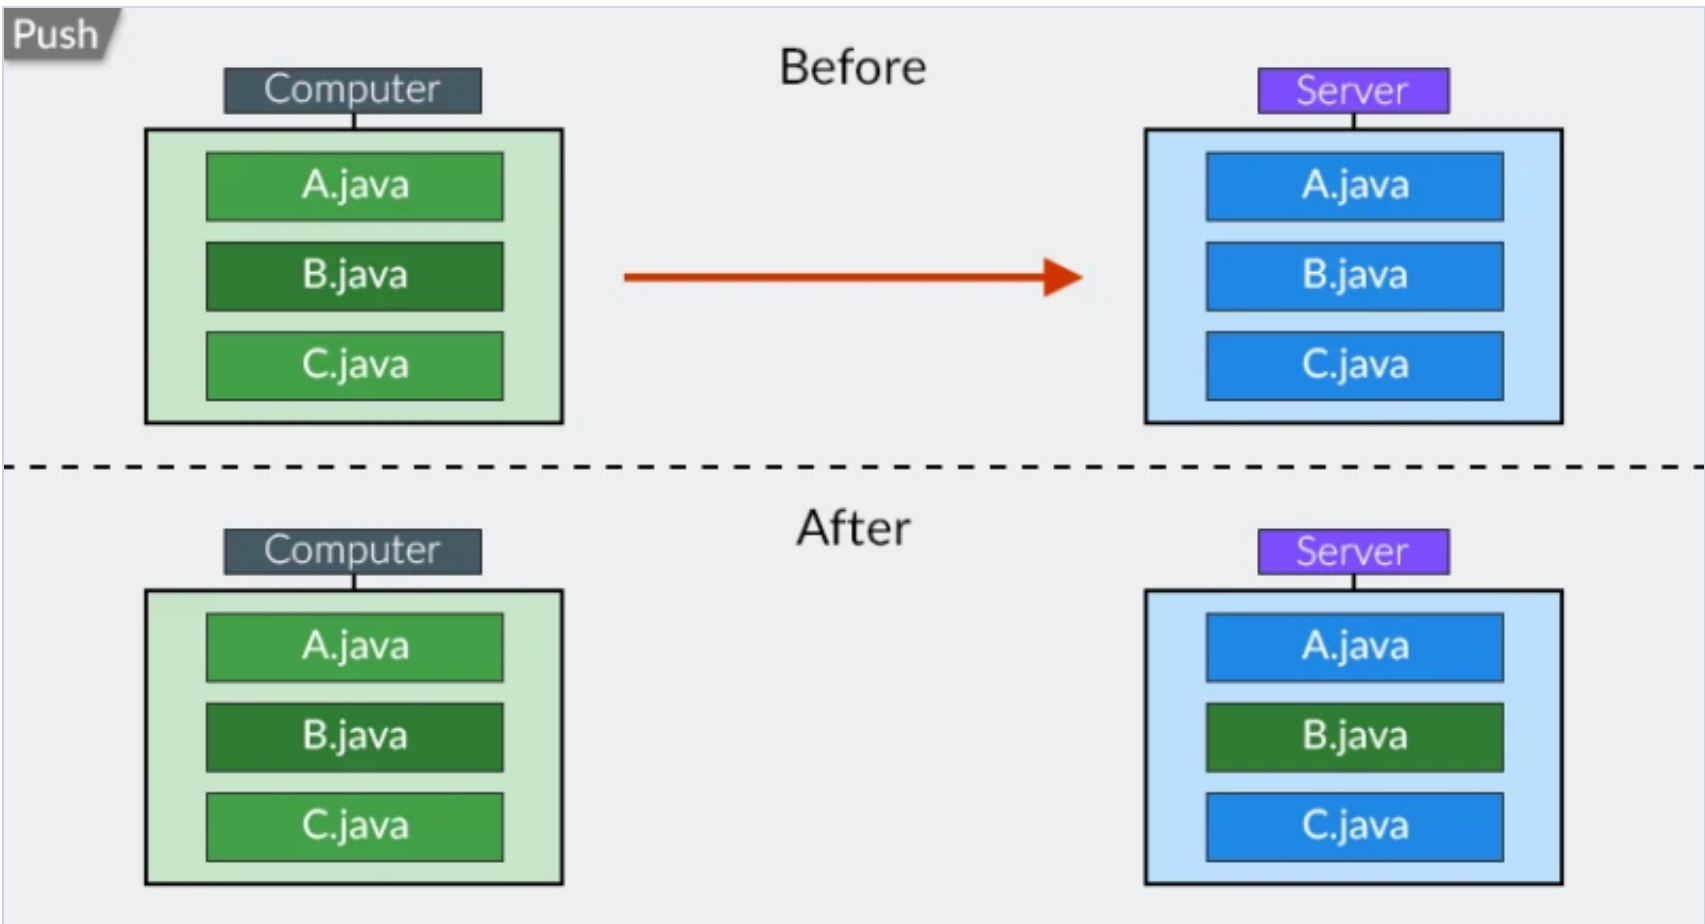 Push
Before
Computer
Server
A.java
A.java
B.java
B.java
C.java
C.java
After
Computer
Server
A.java
A.java
B.java
B.java
C.java
C.java